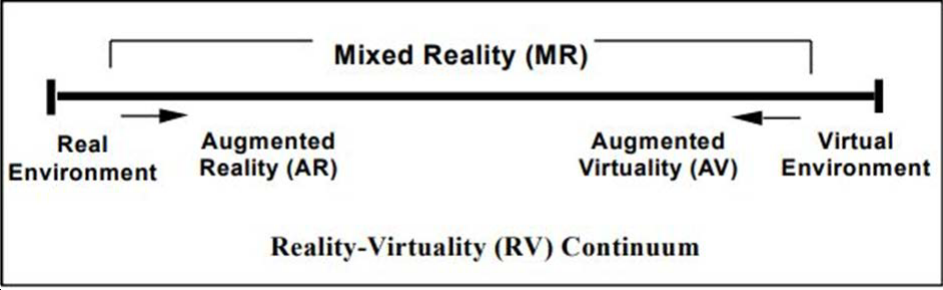 Mixed Reality (MR)
Real
Environment
Augmented
Reality (AR)
Augmented
Virtuality (AV)
Virtual
Environment
Reality-Virtuality (RV) Continuum